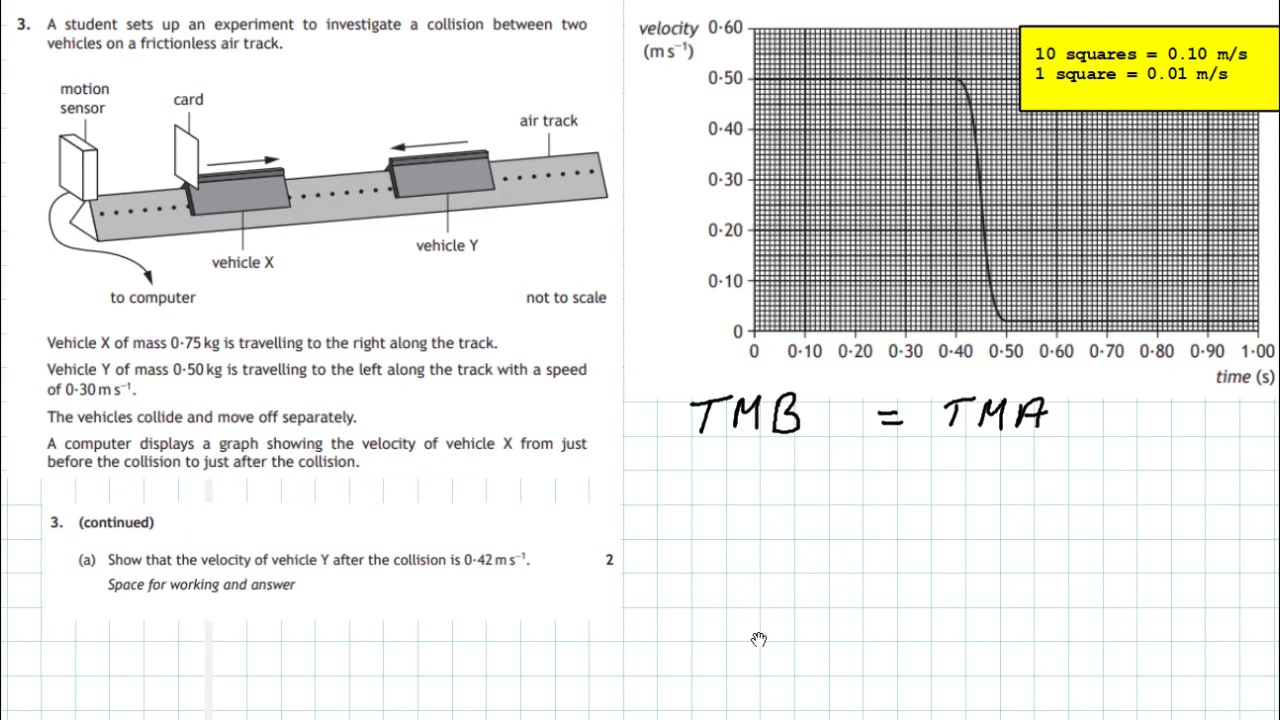 3. A student sets up an experiment to investigate a collision between two
vehicles on a frictionless air track.
motion
sensor
card
air track
vehicle X
vehicle Y
to computer
not to scale
Vehicle X of mass 0·75 kg is travelling to the right along the track.
Vehicle Y of mass 0·50 kg is travelling to the left along the track with a speed
of 0·30 m s⁻¹.
The vehicles collide and move off separately.
A computer displays a graph showing the velocity of vehicle X from just
before the collision to just after the collision.
3. (continued)
(a) Show that the velocity of vehicle Y after the collision is 0·42 m s⁻¹. 2
Space for working and answer
velocity
(m s⁻¹)
0·60
0·50
0·40
0·30
0·20
0·10
0
0 0·10 0·20 0·30 0·40 0·50 0·60 0·70 0·80 0·90 1·00
time (s)
10 squares = 0.10 m/s
1 square = 0.01 m/s
TMB = TMA